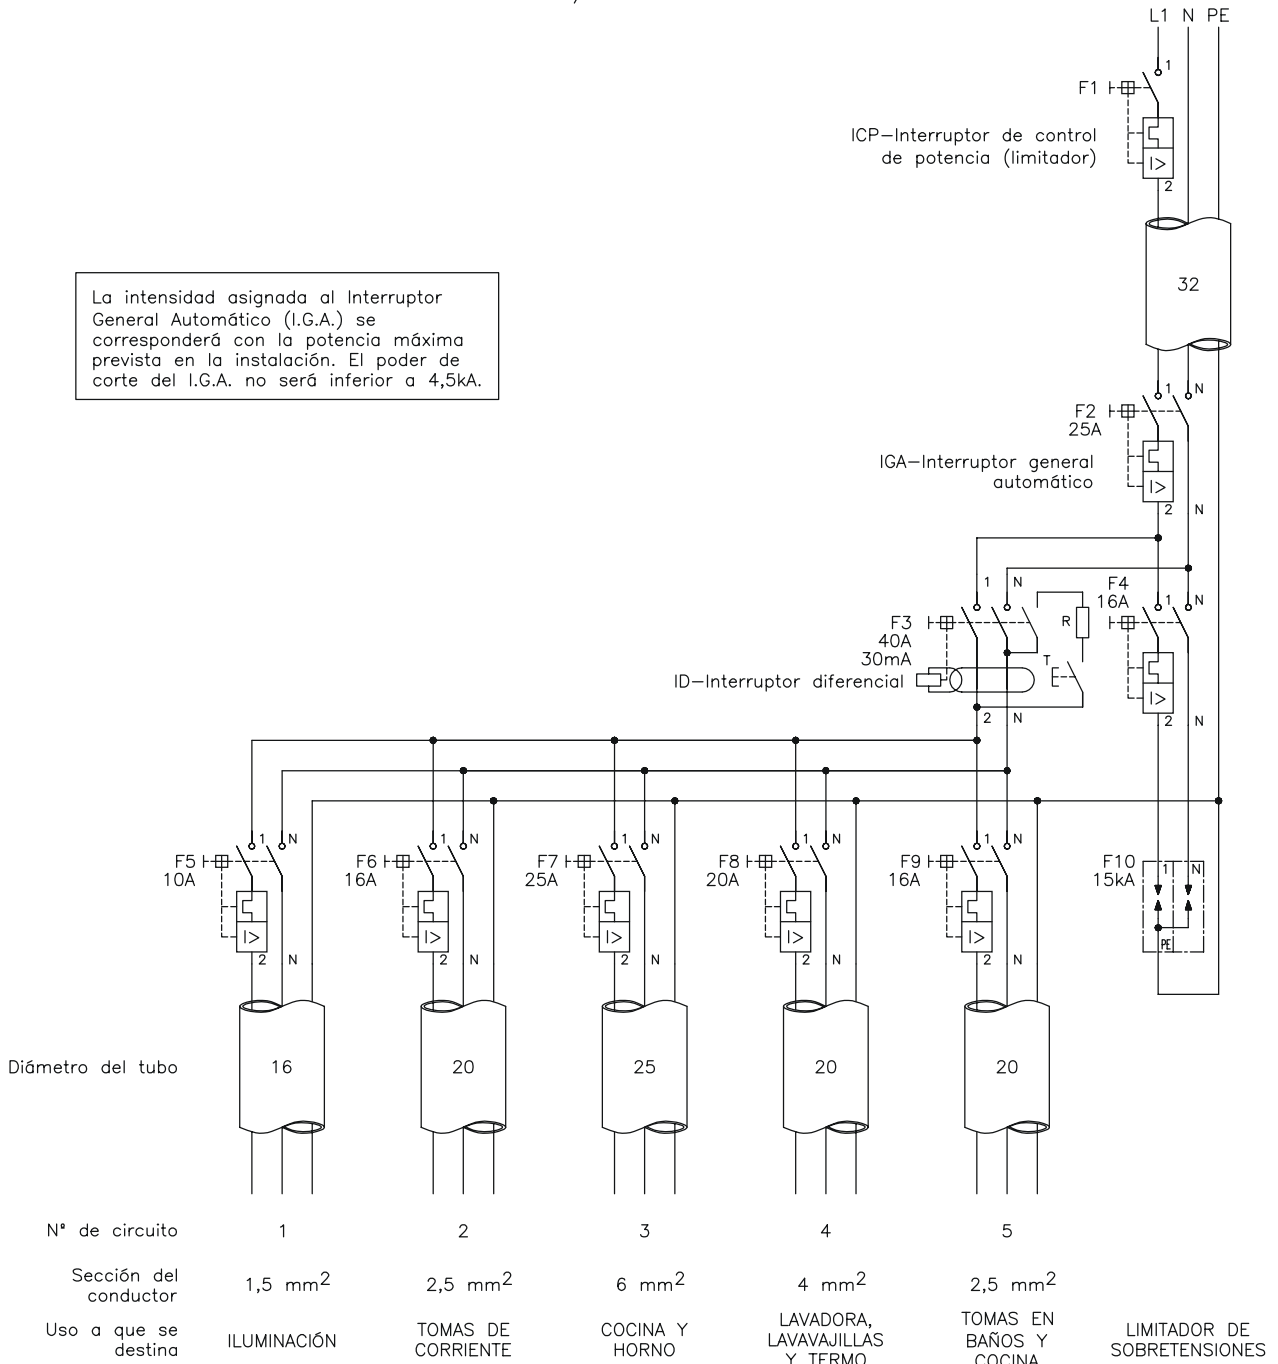 L1 N PE
1
F1
ICP–Interruptor de control
de potencia (limitador)
I>
2
32
La intensidad asignada al Interruptor
General Automático (I.G.A.) se
corresponderá con la potencia máxima
prevista en la instalación. El poder de
corte del I.G.A. no será inferior a 4,5kA.
1 N
F2
25A
IGA–Interruptor general
automático
I>
2 N
1 N
F3
40A
30mA
ID–Interruptor diferencial
R
T
2 N
F4
16A
1 N
I>
2 N
F5
10A
1 N
I>
2 N
F6
16A
1 N
I>
2 N
F7
25A
1 N
I>
2 N
F8
20A
1 N
I>
2 N
F9
16A
1 N
I>
2 N
F10
15kA
1 N
PE
Diámetro del tubo 16 20 25 20 20
Nº de circuito 1 2 3 4 5
Sección del
conductor
1,5 mm² 2,5 mm² 6 mm² 4 mm² 2,5 mm²
Uso a que se
destina
ILUMINACIÓN
TOMAS DE
CORRIENTE
COCINA Y
HORNO
LAVADORA,
LAVAVAJILLAS
Y TERMO
TOMAS EN
BAÑOS Y
COCINA
LIMITADOR DE
SOBRETENSIONES